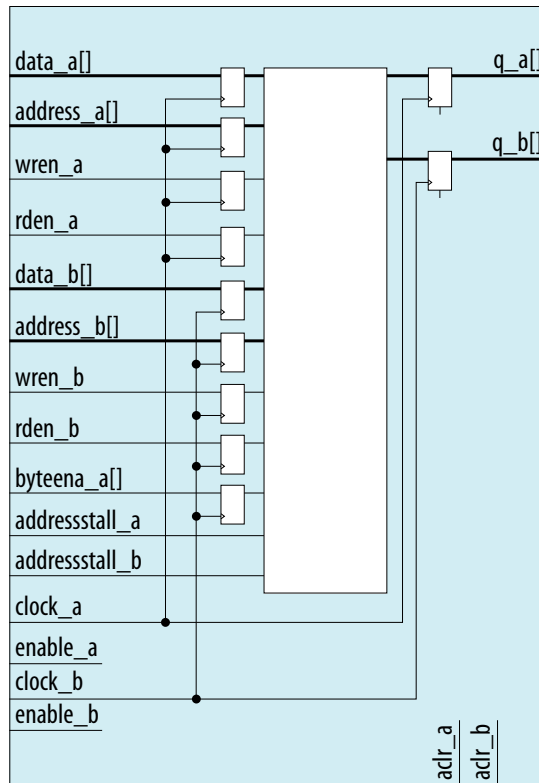 data_a[]
address_a[]
wren_a
rden_a
data_b[]
address_b[]
wren_b
rden_b
byteena_a[]
addressstall_a
addressstall_b
clock_a
enable_a
clock_b
enable_b
q_a[]
q_b[]
aclr_a
aclr_b